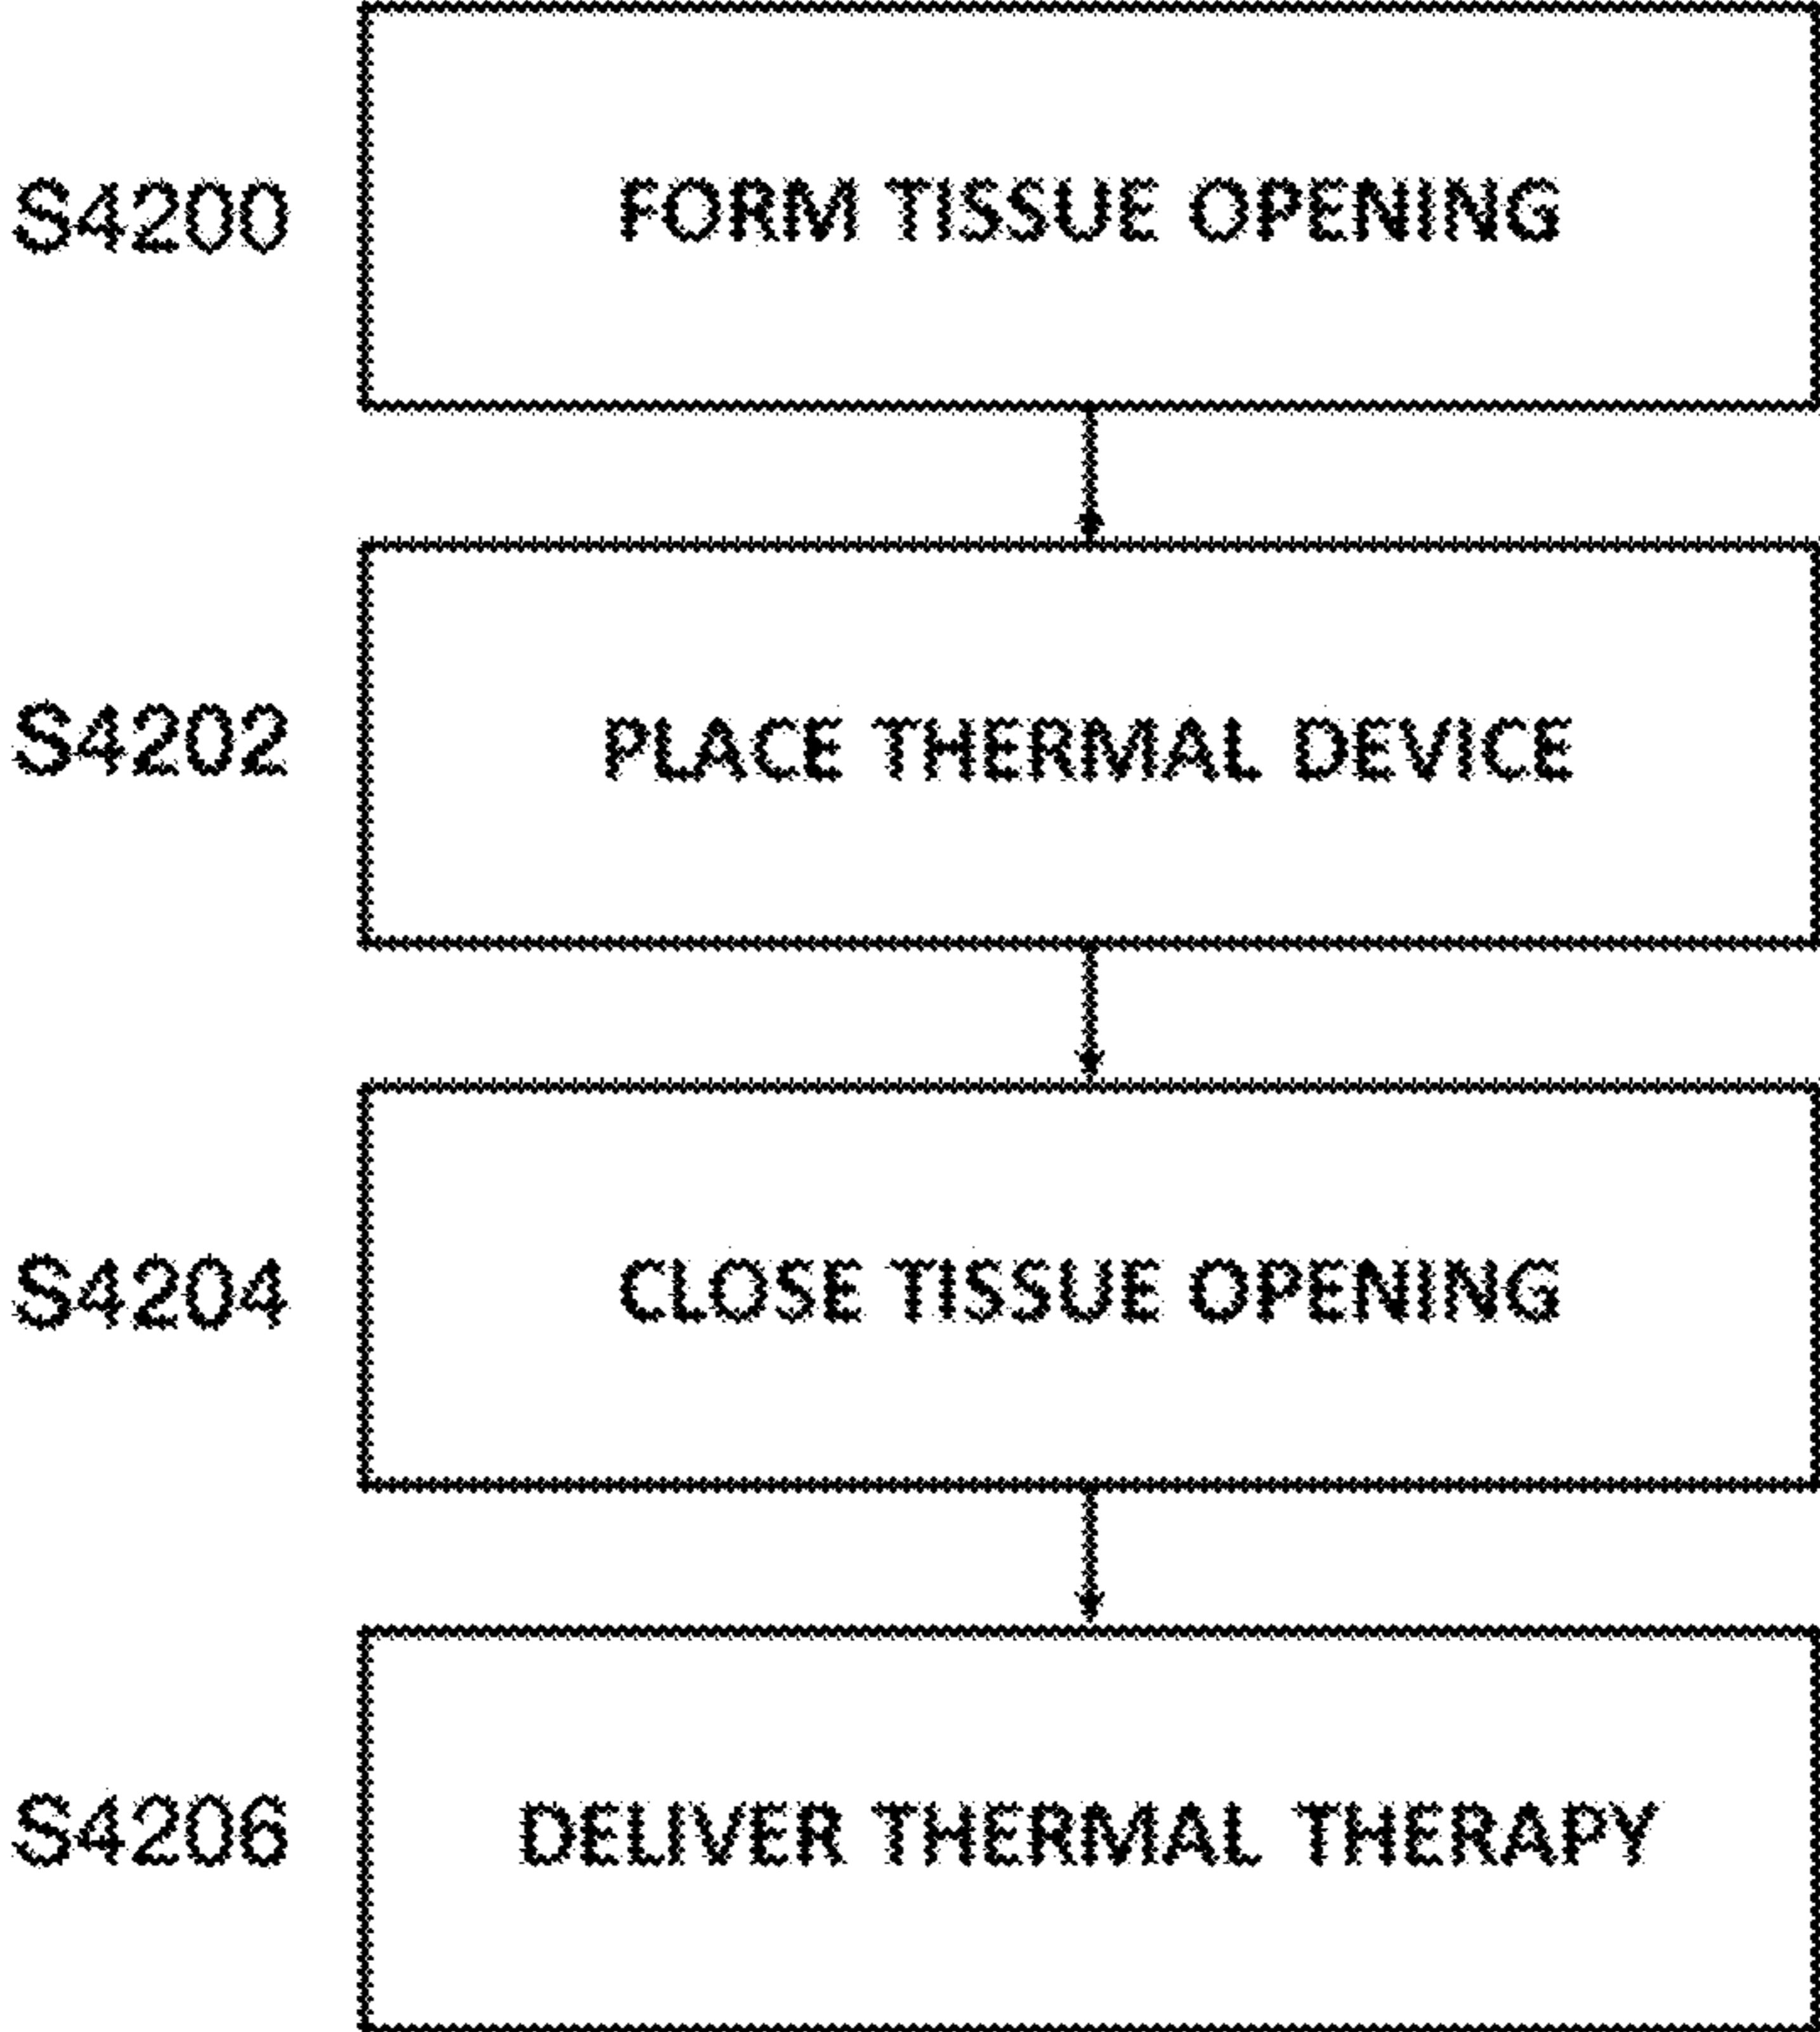 S4200
FORM TISSUE OPENING
S4202
PLACE THERMAL DEVICE
S4204
CLOSE TISSUE OPENING
S4206
DELIVER THERMAL THERAPY